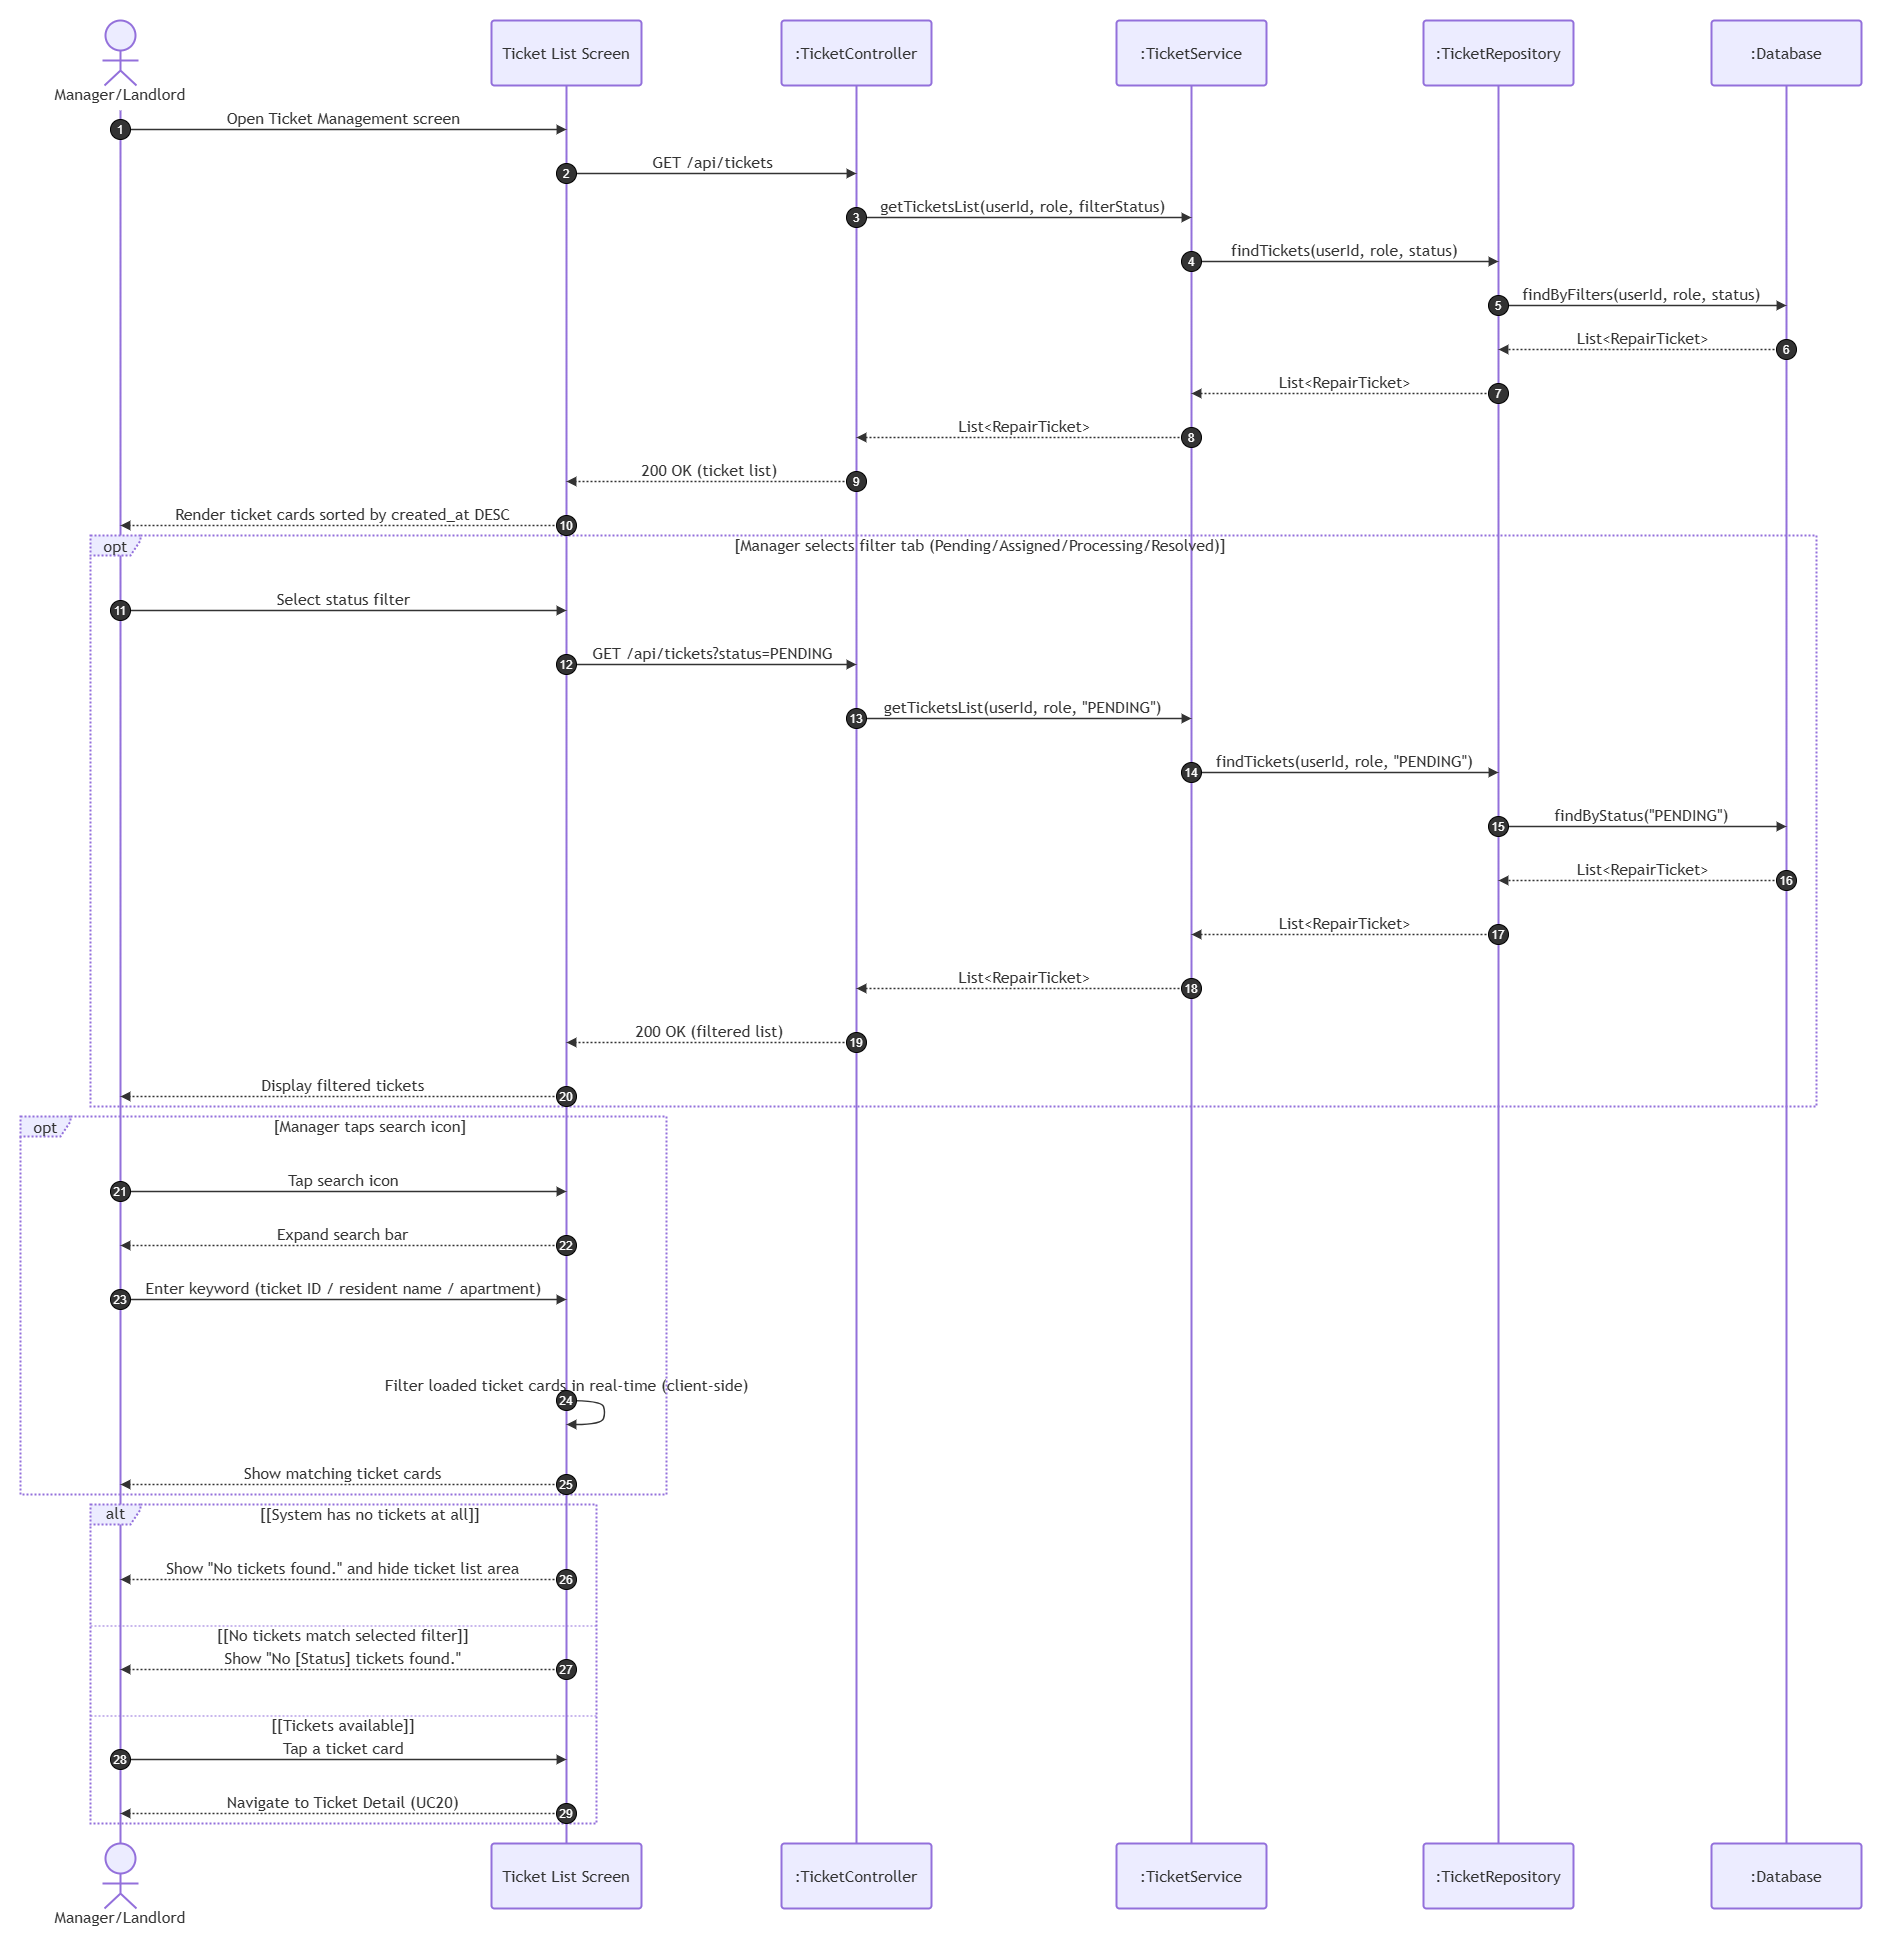 Manager/Landlord
Ticket List Screen
:TicketController
:TicketService
:TicketRepository
:Database
1 Open Ticket Management screen
2 GET /api/tickets
3 getTicketsList(userId, role, filterStatus)
4 findTickets(userId, role, status)
5 findByFilters(userId, role, status)
List<RepairTicket> 6
List<RepairTicket> 7
List<RepairTicket> 8
200 OK (ticket list) 9
Render ticket cards sorted by created_at DESC 10
opt [Manager selects filter tab (Pending/Assigned/Processing/Resolved)]
11 Select status filter
12 GET /api/tickets?status=PENDING
13 getTicketsList(userId, role, "PENDING")
14 findTickets(userId, role, "PENDING")
15 findByStatus("PENDING")
List<RepairTicket> 16
List<RepairTicket> 17
List<RepairTicket> 18
200 OK (filtered list) 19
Display filtered tickets 20
opt [Manager taps search icon]
21 Tap search icon
Expand search bar 22
23 Enter keyword (ticket ID / resident name / apartment)
Filter loaded ticket cards in real-time (client-side)
24
Show matching ticket cards 25
alt [[System has no tickets at all]]
Show "No tickets found." and hide ticket list area 26
[[No tickets match selected filter]]
Show "No [Status] tickets found." 27
[[Tickets available]]
28 Tap a ticket card
Navigate to Ticket Detail (UC20) 29
Manager/Landlord
Ticket List Screen
:TicketController
:TicketService
:TicketRepository
:Database